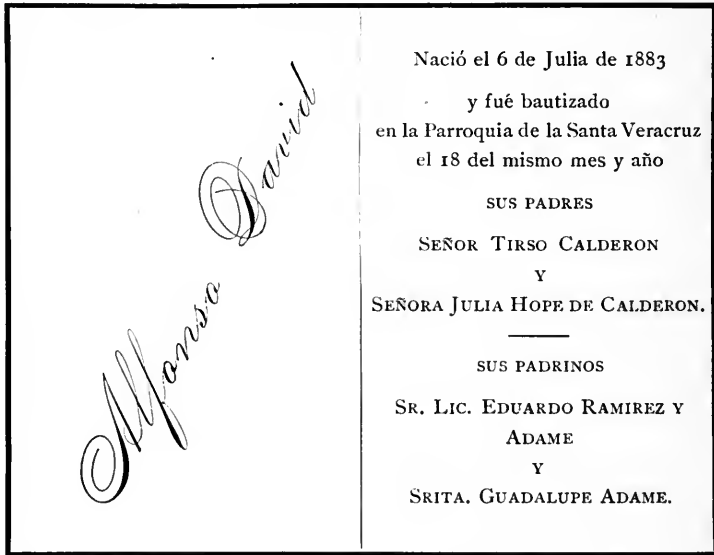 Alfonso David
Nació el 6 de Julia de 1883
y fué bautizado
en la Parroquia de la Santa Veracruz
el 18 del mismo mes y año
SUS PADRES
SEÑOR TIRSO CALDERON
Y
SEÑORA JULIA HOPE DE CALDERON.
SUS PADRINOS
SR. LIC. EDUARDO RAMIREZ Y
ADAME
Y
SRITA. GUADALUPE ADAME.